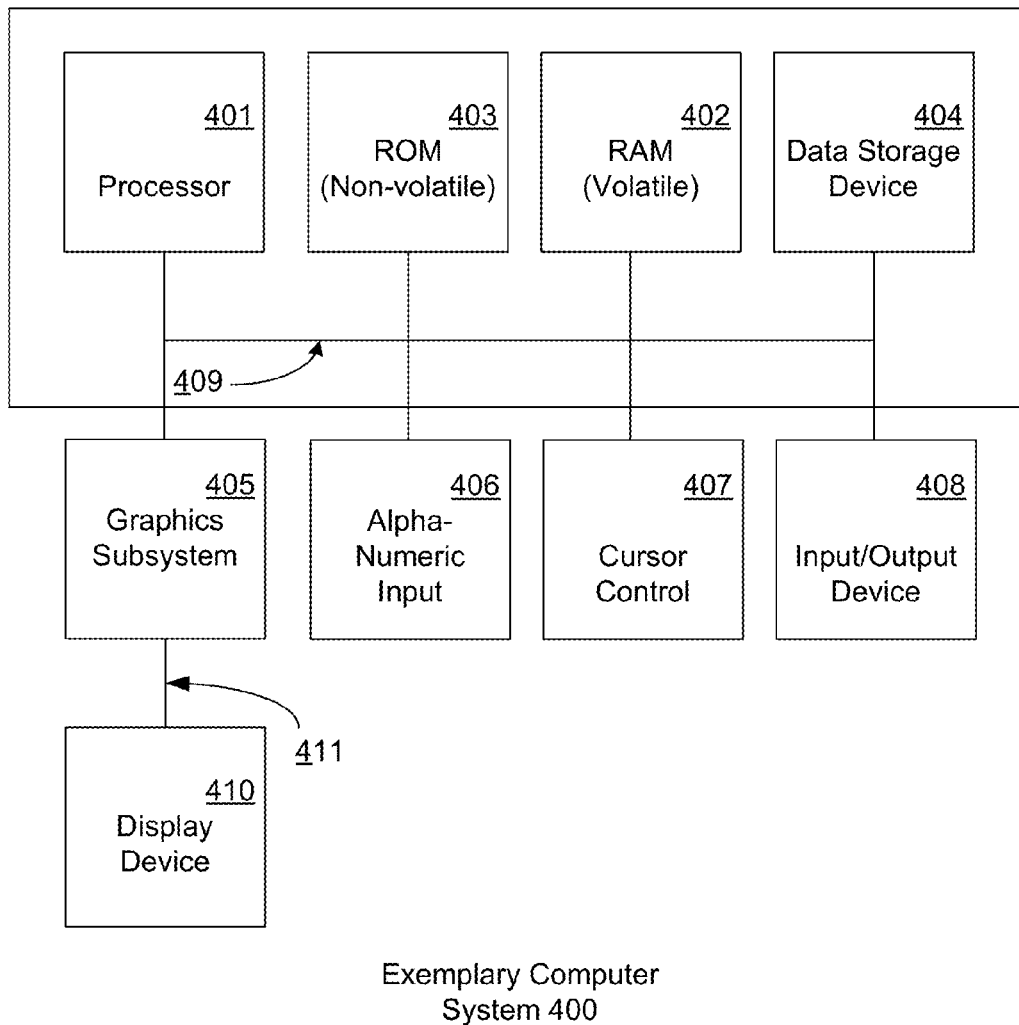 401
Processor
403
ROM
(Non-volatile)
402
RAM
(Volatile)
404
Data Storage
Device
409
405
Graphics
Subsystem
406
Alpha-
Numeric
Input
407
Cursor
Control
408
Input/Output
Device
411
410
Display
Device
Exemplary Computer
System 400